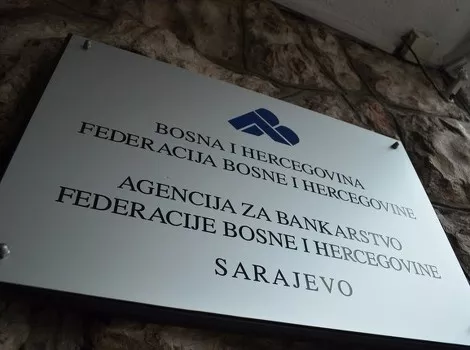 BOSNA I HERCEGOVINA
FEDERACIJA BOSNE I HERCEGOVINE
AGENCIJA ZA BANKARSTVO
FEDERACIJE BOSNE I HERCEGOVINE
SARAJEVO